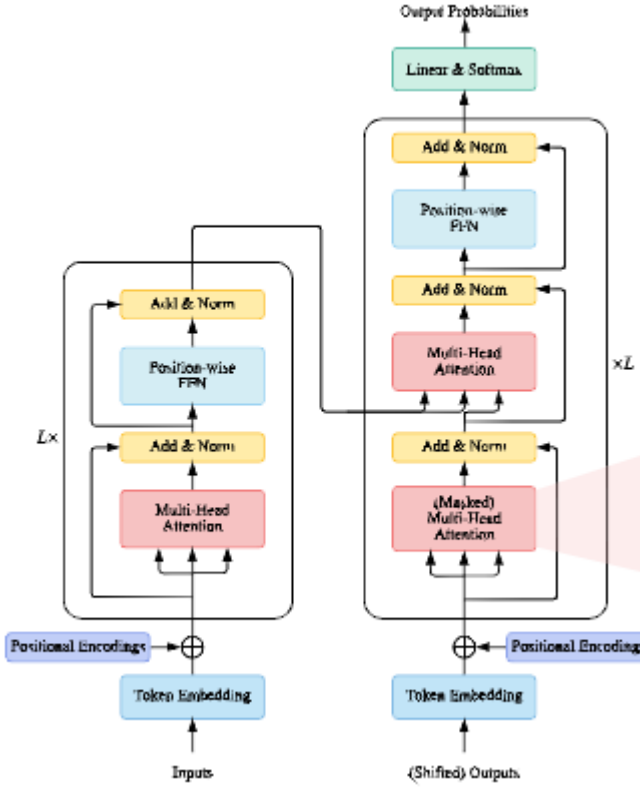 Output Probabilities
Linear & Softmax
Add & Norm
Position-wise
FFN
Add & Norm
Multi-Head
Attention
×L
Add & Norm
(Masked)
Multi-Head
Attention
Positional Encoding
Token Embedding
(Shifted) Outputs
Add & Norm
Position-wise
FFN
L×
Add & Norm
Multi-Head
Attention
Positional Encodings
Token Embedding
Inputs